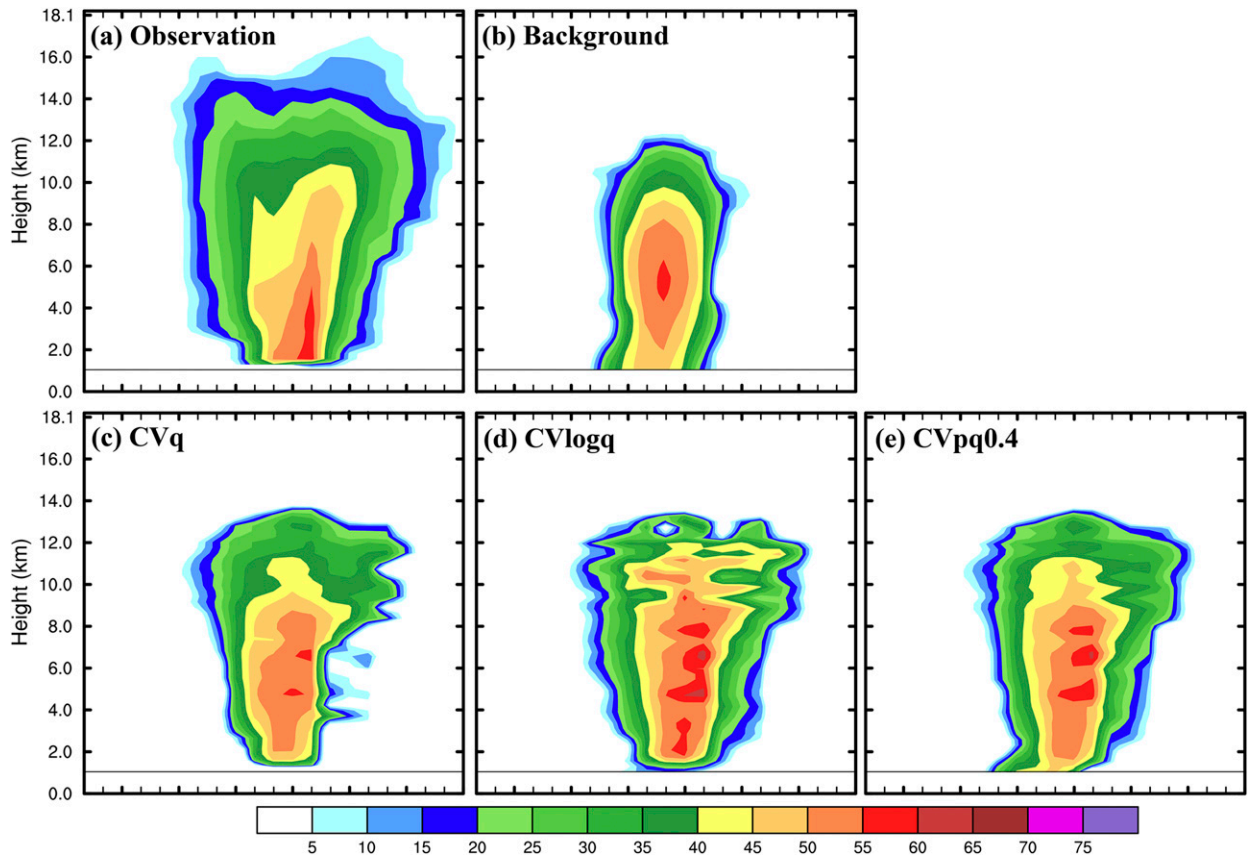 18.1
(a) Observation
(b) Background
16.0
14.0
12.0
10.0
8.0
6.0
4.0
2.0
0.0
Height (km)
18.1
(c) CVq
(d) CVlogq
(e) CVpq0.4
16.0
14.0
12.0
10.0
8.0
6.0
4.0
2.0
0.0
Height (km)
5 10 15 20 25 30 35 40 45 50 55 60 65 70 75